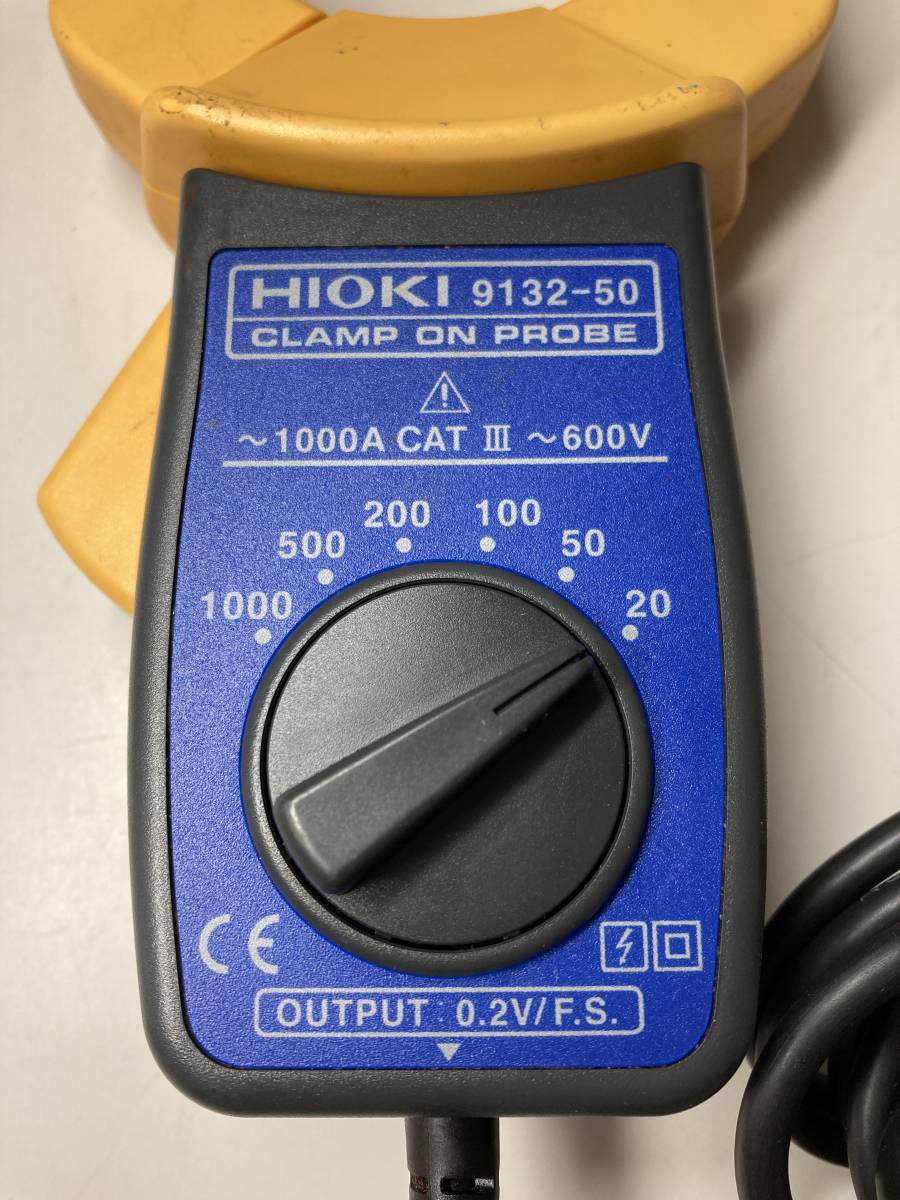 HIOKI 9132-50
CLAMP ON PROBE
~1000A CAT III ~600V
1000 500 200 100 50 20
CE
OUTPUT: 0.2V/F.S.